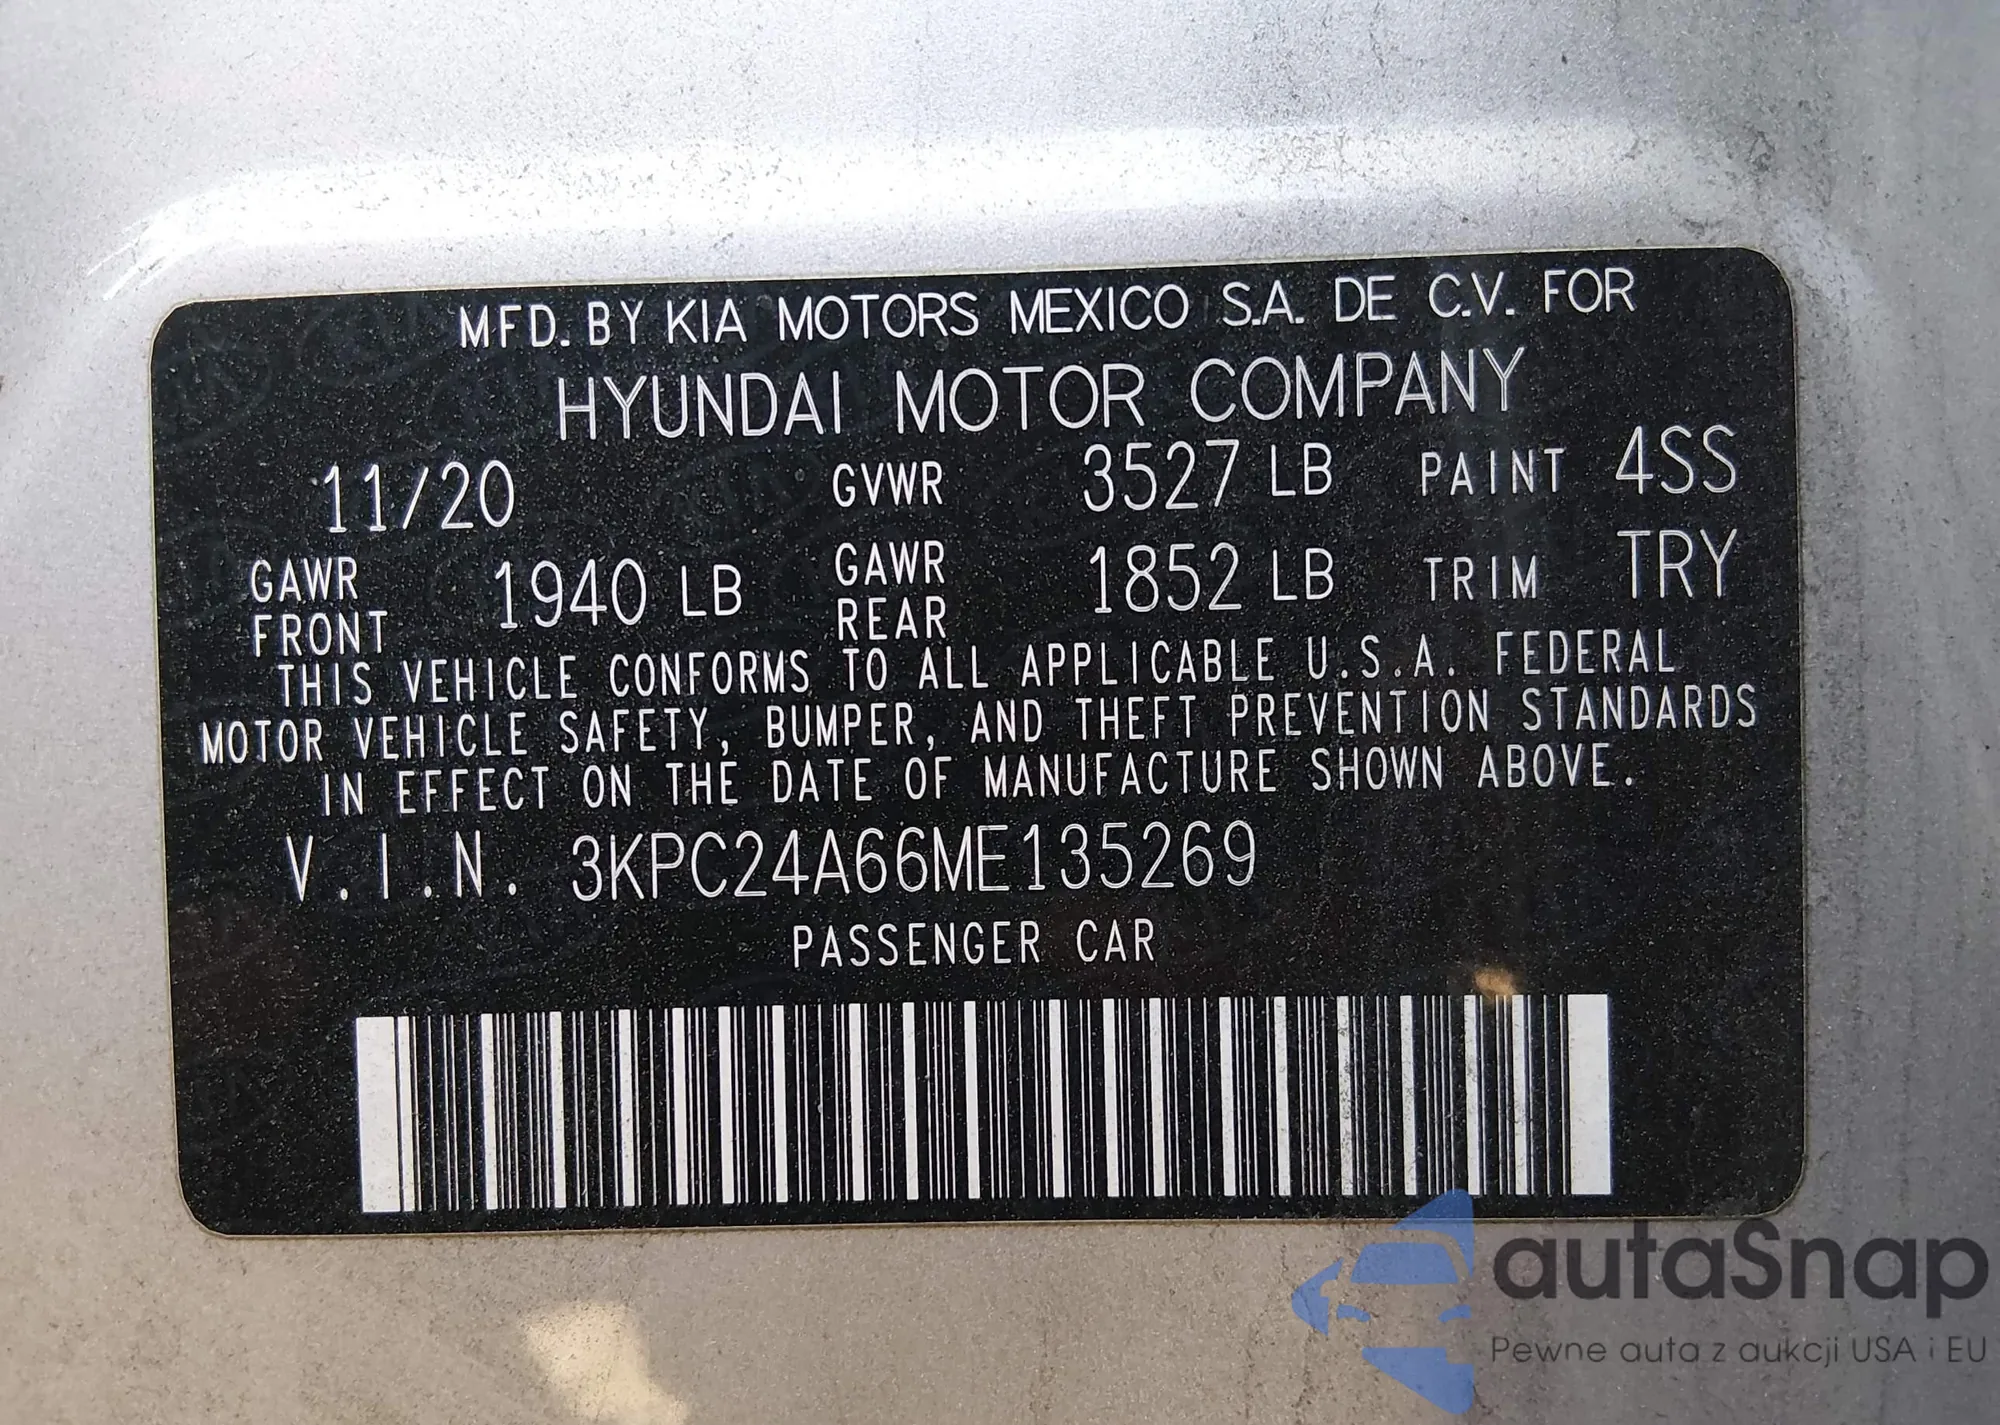 MFD. BY KIA MOTORS MEXICO S.A. DE C.V. FOR
HYUNDAI MOTOR COMPANY
11/20 GVWR 3527 LB PAINT 4SS
GAWR FRONT 1940 LB GAWR REAR 1852 LB TRIM TRY
THIS VEHICLE CONFORMS TO ALL APPLICABLE U.S.A. FEDERAL
MOTOR VEHICLE SAFETY, BUMPER, AND THEFT PREVENTION STANDARDS
IN EFFECT ON THE DATE OF MANUFACTURE SHOWN ABOVE.
V.I.N. 3KPC24A66ME135269
PASSENGER CAR
autaSnap
Pewne auta z aukcji USA i EU